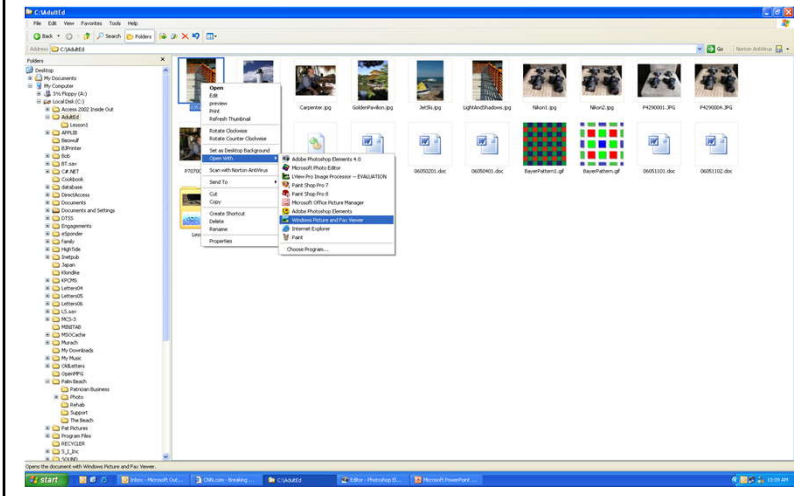 C:\AdultEd
File Edit View Favorites Tools Help
Back Search Folders
Address C:\AdultEd Go Norton AntiVirus
Folders
Desktop
My Documents
My Computer
3½ Floppy (A:)
Local Disk (C:)
Access 2002 Inside Out
AdultEd
Lesson1
APPLIB
Beowulf
BJPrinter
Bob
BT.sav
C# NET
Cookbook
database
DirectAccess
Documents
Documents and Settings
DTSS
Engagements
eSponder
Family
HighTide
Inetpub
Japan
Klondike
KPCMS
Letters04
Letters05
Letters06
LS.sav
MCS-3
MINITAB
MSOCache
Murach
My Downloads
My Music
OldLetters
OpenMFG
Palm Beach
Patrician Business
Photo
Rehab
Support
The Beach
Pat Pictures
Program Files
RECYCLER
S_J_Inc
SOUND
Carpenter.jpg GoldenPavilion.jpg JetSki.jpg LightAndShadows.jpg Nikon1.jpg Nikon2.jpg P4290001.JPG P4290004.JPG
06050201.doc 06050401.doc BayerPattern1.gif BayerPattern.gif 06051101.doc 06051102.doc
Open
Edit
preview
Print
Refresh Thumbnail
Rotate Clockwise
Rotate Counter Clockwise
Set as Desktop Background
Open With
Scan with Norton AntiVirus
Send To
Cut
Copy
Create Shortcut
Delete
Rename
Properties
Adobe Photoshop Elements 4.0
Microsoft Photo Editor
LView Pro Image Processor -- EVALUATION
Paint Shop Pro 7
Paint Shop Pro 8
Microsoft Office Picture Manager
Adobe Photoshop Elements
Windows Picture and Fax Viewer
Internet Explorer
Paint
Choose Program...
Opens the document with Windows Picture and Fax Viewer.
start Inbox - Microsoft Out... CNN.com - Breaking ... C:\AdultEd Editor - Photoshop El... Microsoft PowerPoint ... 10:09 AM